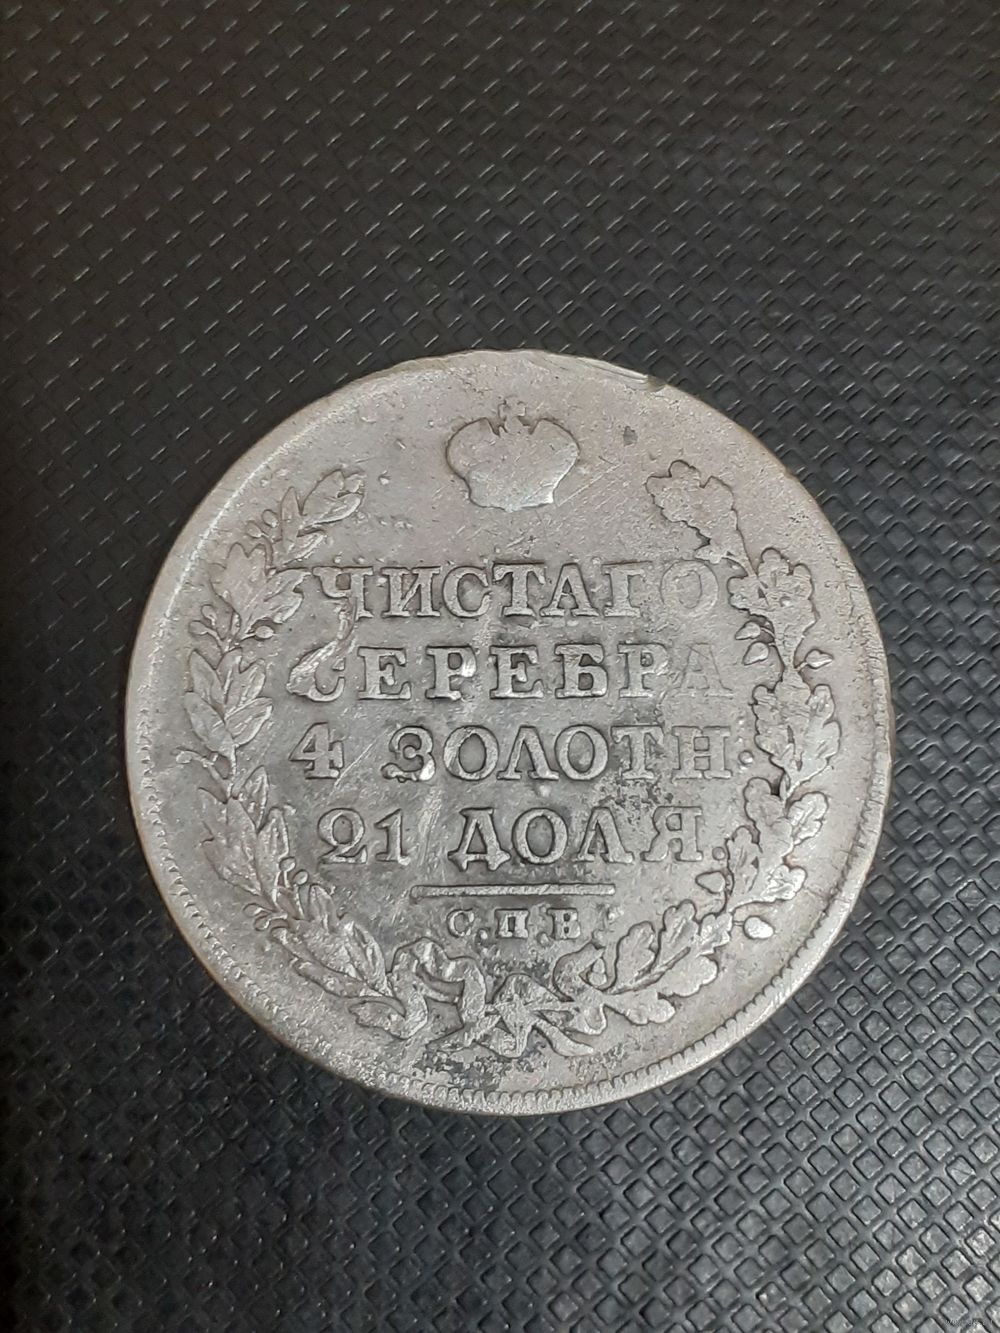 ЧИСТАГО
СЕРЕБРА
4 ЗОЛОТН.
21 ДОЛЯ
С.П.Б